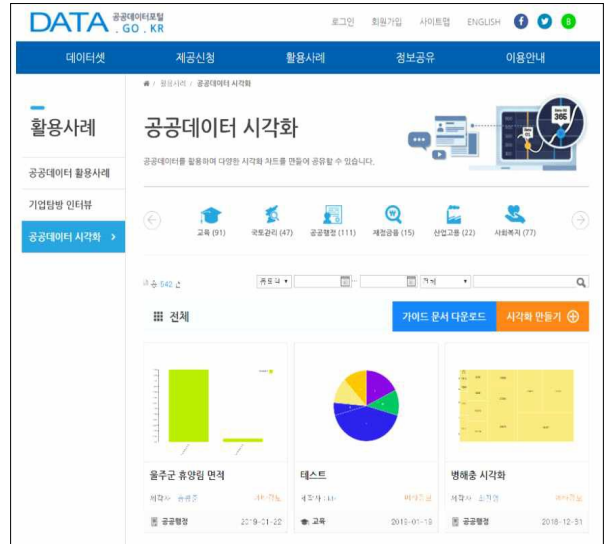 DATA 공공데이터포털
.GO.KR
로그인 회원가입 사이트맵 ENGLISH
데이터셋 제공신청 활용사례 정보공유 이용안내
/ 활용사례 / 공공데이터 시각화
활용사례
공공데이터 활용사례
기업탐방 인터뷰
공공데이터 시각화 >
공공데이터 시각화
365
공공데이터를 활용하여 다양한 시각화 차트를 만들어 공유할 수 있습니다.
교육 (91) 국토관리 (47) 공공행정 (111) 재정금융 (15) 산업고용 (22) 사회복지 (77)
전체
전체
가이드 문서 다운로드
시각화 만들기
울주군 휴양림 면적
공공행정 2019-01-22
테스트
교육 2019-01-19
병해충 시각화
공공행정 2018-12-31